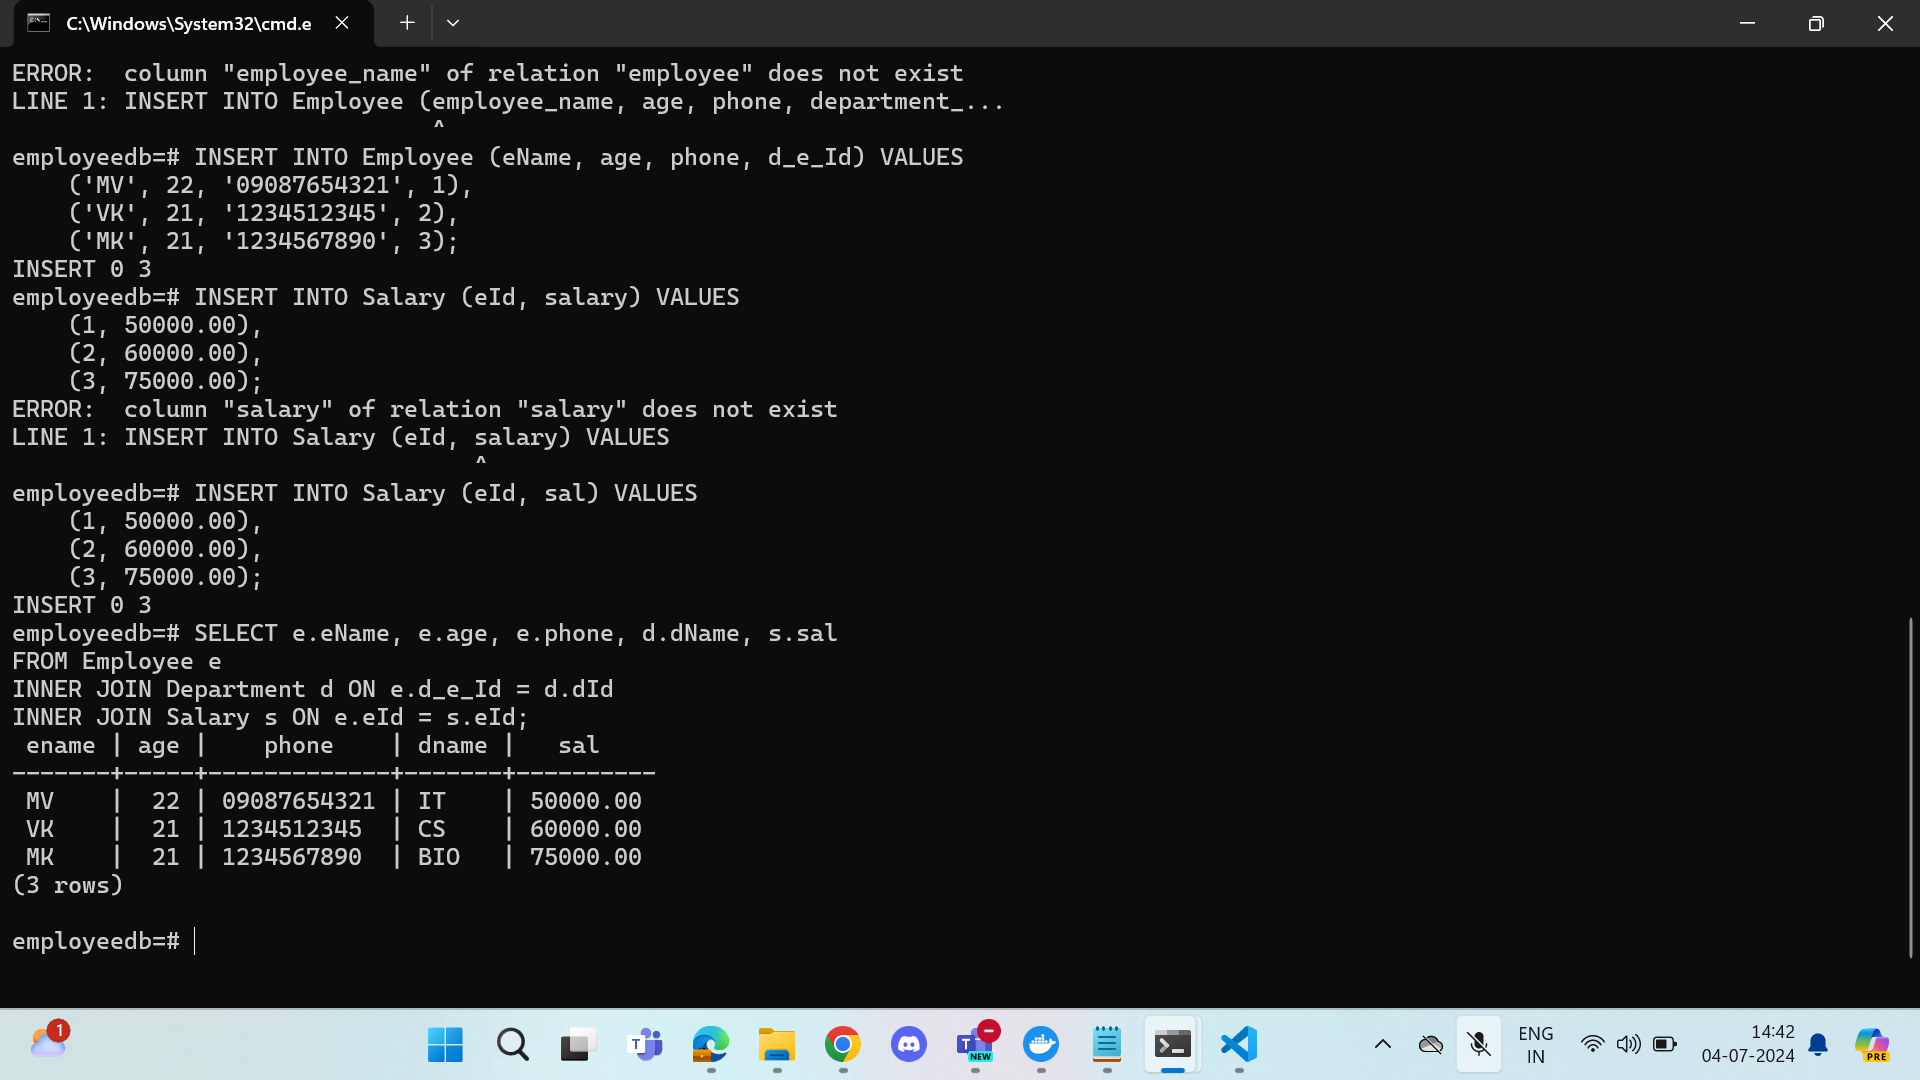 C:\Windows\System32\cmd.e
ERROR:  column "employee_name" of relation "employee" does not exist
LINE 1: INSERT INTO Employee (employee_name, age, phone, department_...
                              ^
employeedb=# INSERT INTO Employee (eName, age, phone, d_e_Id) VALUES
    ('MV', 22, '09087654321', 1),
    ('VK', 21, '1234512345', 2),
    ('MK', 21, '1234567890', 3);
INSERT 0 3
employeedb=# INSERT INTO Salary (eId, salary) VALUES
    (1, 50000.00),
    (2, 60000.00),
    (3, 75000.00);
ERROR:  column "salary" of relation "salary" does not exist
LINE 1: INSERT INTO Salary (eId, salary) VALUES
                                 ^
employeedb=# INSERT INTO Salary (eId, sal) VALUES
    (1, 50000.00),
    (2, 60000.00),
    (3, 75000.00);
INSERT 0 3
employeedb=# SELECT e.eName, e.age, e.phone, d.dName, s.sal
FROM Employee e
INNER JOIN Department d ON e.d_e_Id = d.dId
INNER JOIN Salary s ON e.eId = s.eId;
 ename | age |    phone    | dname |   sal
-------+-----+-------------+-------+----------
 MV    |  22 | 09087654321 | IT    | 50000.00
 VK    |  21 | 1234512345  | CS    | 60000.00
 MK    |  21 | 1234567890  | BIO   | 75000.00
(3 rows)
employeedb=#
1
T
T
NEW
ENG
IN
14:42
04-07-2024
PRE